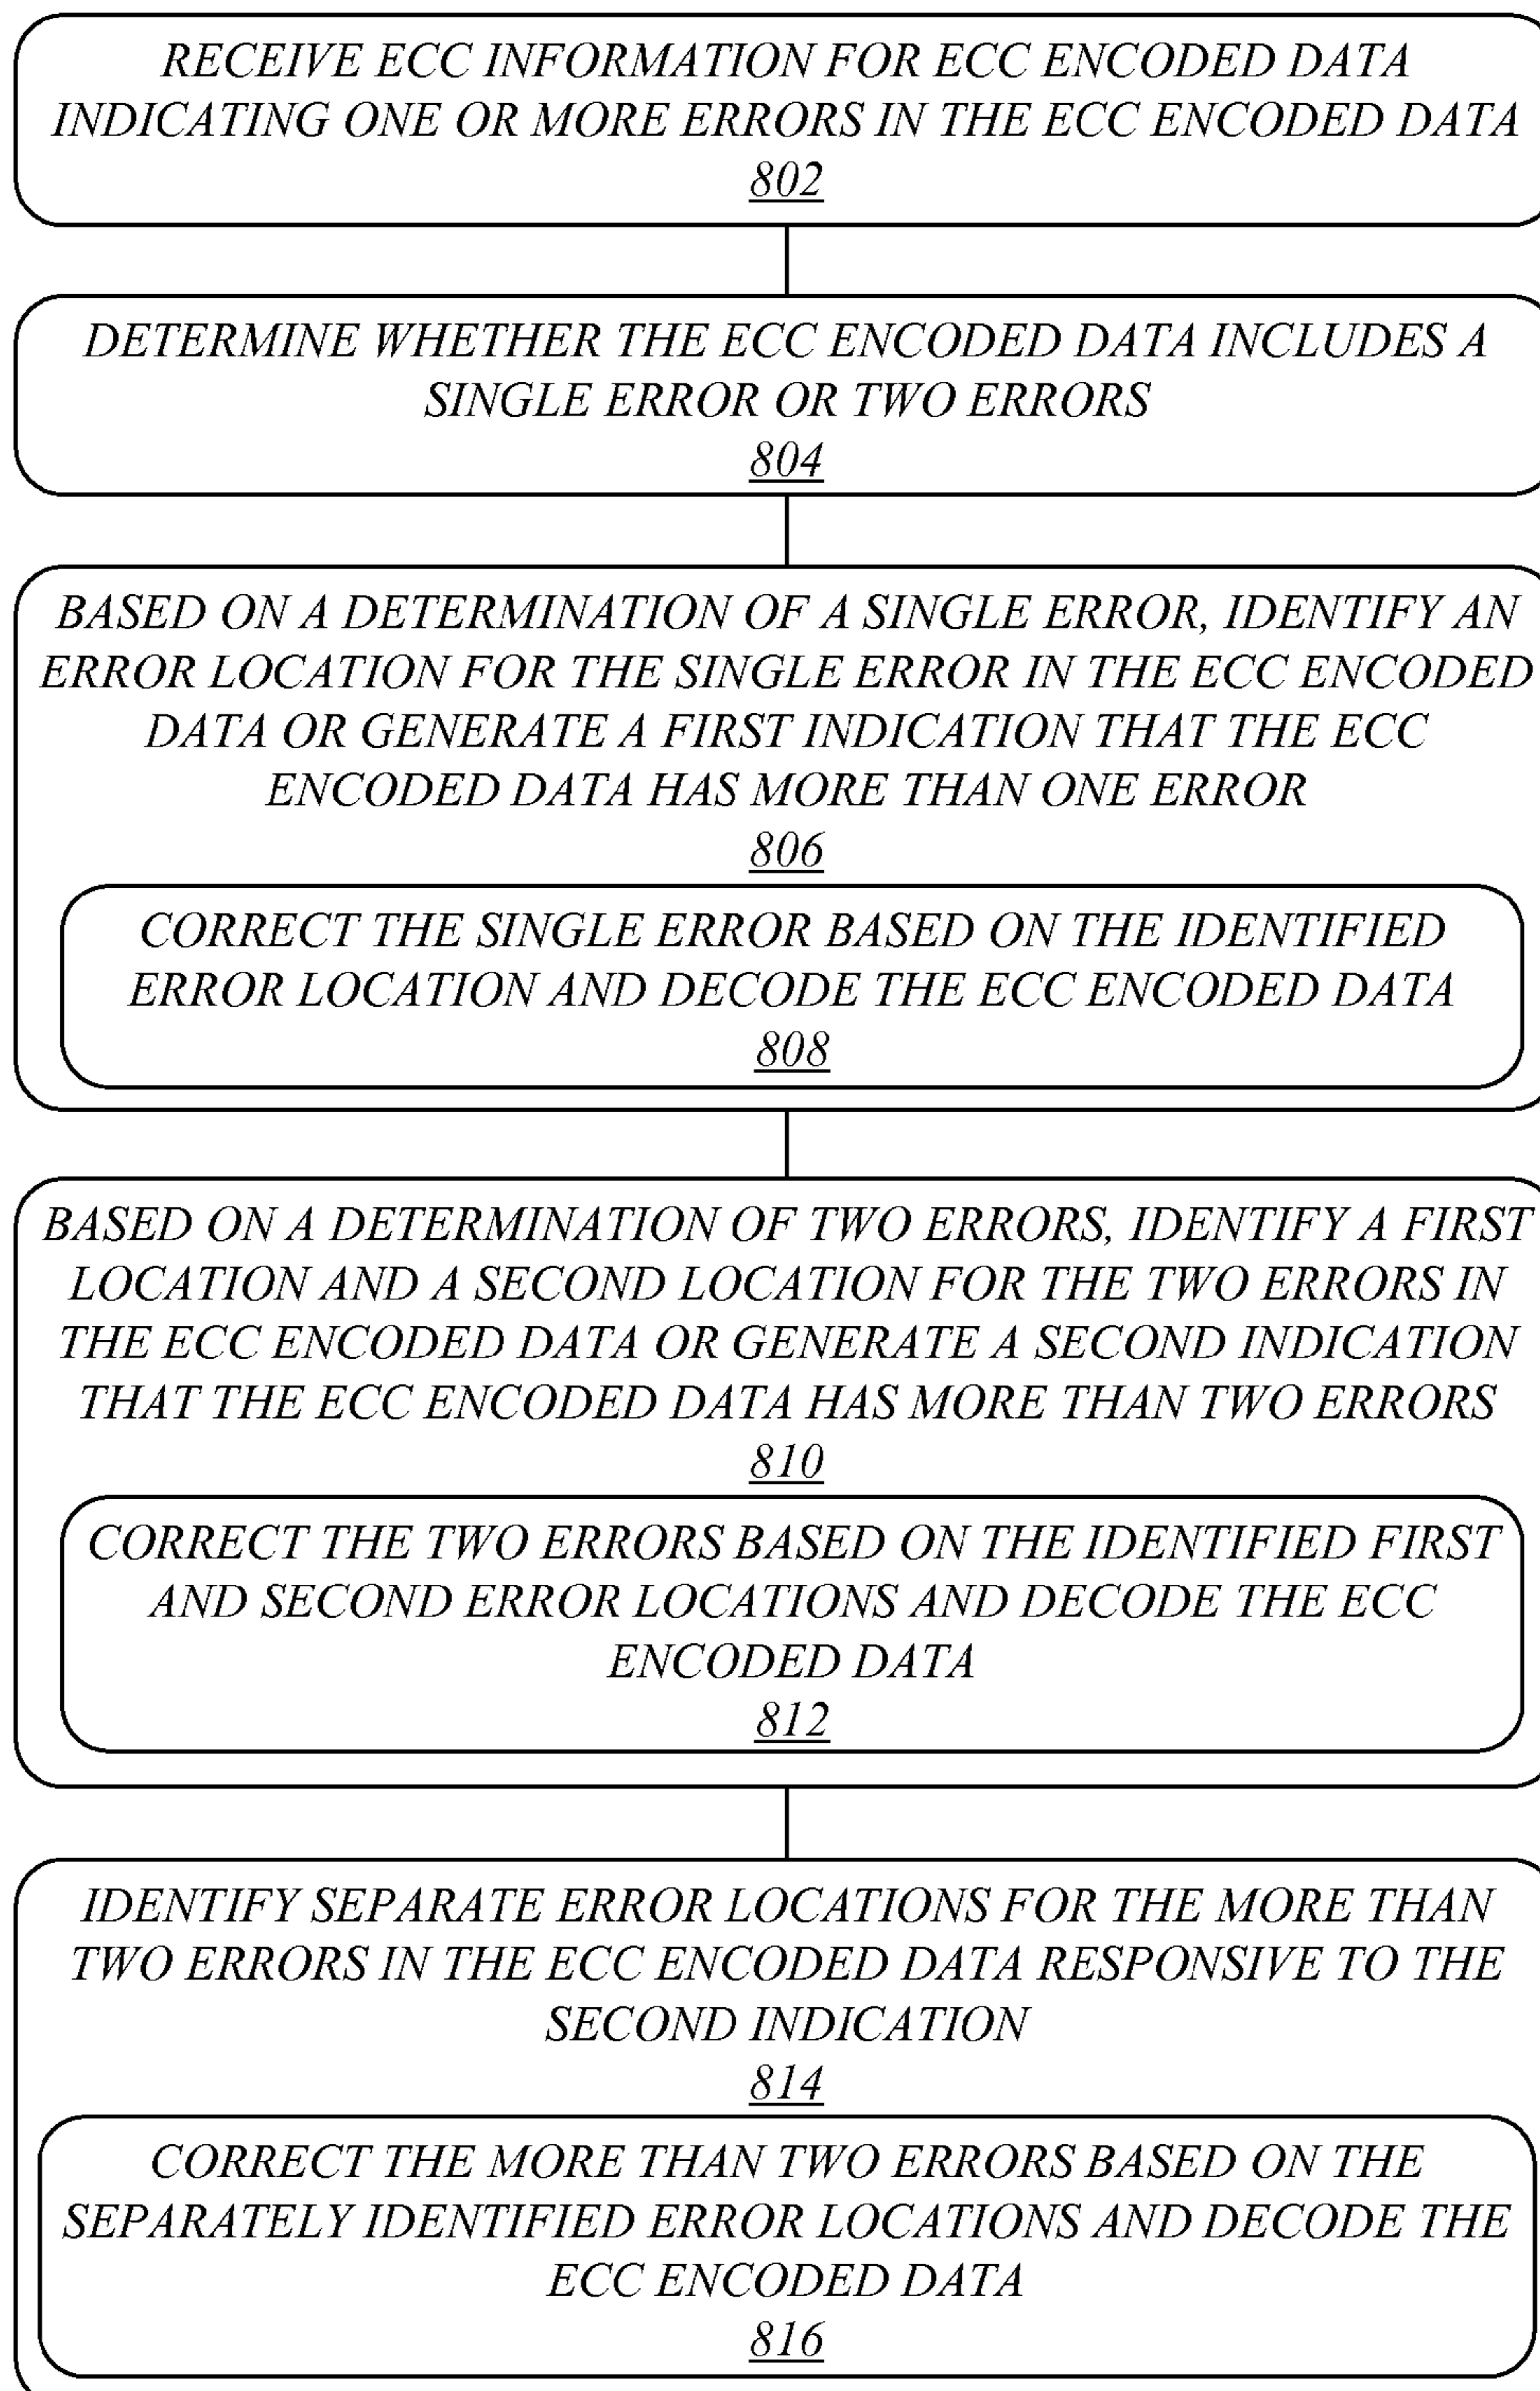 RECEIVE ECC INFORMATION FOR ECC ENCODED DATA
INDICATING ONE OR MORE ERRORS IN THE ECC ENCODED DATA
802
DETERMINE WHETHER THE ECC ENCODED DATA INCLUDES A
SINGLE ERROR OR TWO ERRORS
804
BASED ON A DETERMINATION OF A SINGLE ERROR, IDENTIFY AN
ERROR LOCATION FOR THE SINGLE ERROR IN THE ECC ENCODED
DATA OR GENERATE A FIRST INDICATION THAT THE ECC
ENCODED DATA HAS MORE THAN ONE ERROR
806
CORRECT THE SINGLE ERROR BASED ON THE IDENTIFIED
ERROR LOCATION AND DECODE THE ECC ENCODED DATA
808
BASED ON A DETERMINATION OF TWO ERRORS, IDENTIFY A FIRST
LOCATION AND A SECOND LOCATION FOR THE TWO ERRORS IN
THE ECC ENCODED DATA OR GENERATE A SECOND INDICATION
THAT THE ECC ENCODED DATA HAS MORE THAN TWO ERRORS
810
CORRECT THE TWO ERRORS BASED ON THE IDENTIFIED FIRST
AND SECOND ERROR LOCATIONS AND DECODE THE ECC
ENCODED DATA
812
IDENTIFY SEPARATE ERROR LOCATIONS FOR THE MORE THAN
TWO ERRORS IN THE ECC ENCODED DATA RESPONSIVE TO THE
SECOND INDICATION
814
CORRECT THE MORE THAN TWO ERRORS BASED ON THE
SEPARATELY IDENTIFIED ERROR LOCATIONS AND DECODE THE
ECC ENCODED DATA
816